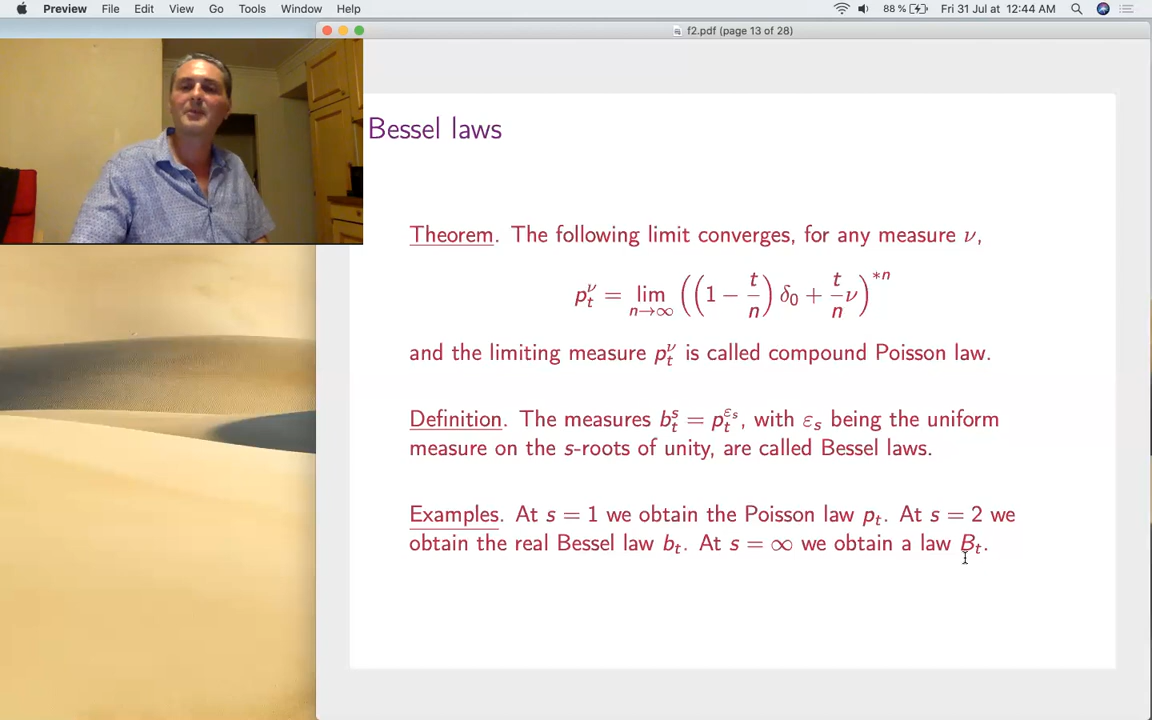 Preview File Edit View Go Tools Window Help 88 % Fri 31 Jul at 12:44 AM
f2.pdf (page 13 of 28)
Bessel laws
Theorem. The following limit converges, for any measure ν,
p_t^ν = lim_{n→∞} ((1 − t/n) δ_0 + t/n ν)^{*n}
and the limiting measure p_t^ν is called compound Poisson law.
Definition. The measures b_t^s = p_t^{ε_s}, with ε_s being the uniform
measure on the s-roots of unity, are called Bessel laws.
Examples. At s = 1 we obtain the Poisson law p_t. At s = 2 we
obtain the real Bessel law b_t. At s = ∞ we obtain a law B_t.